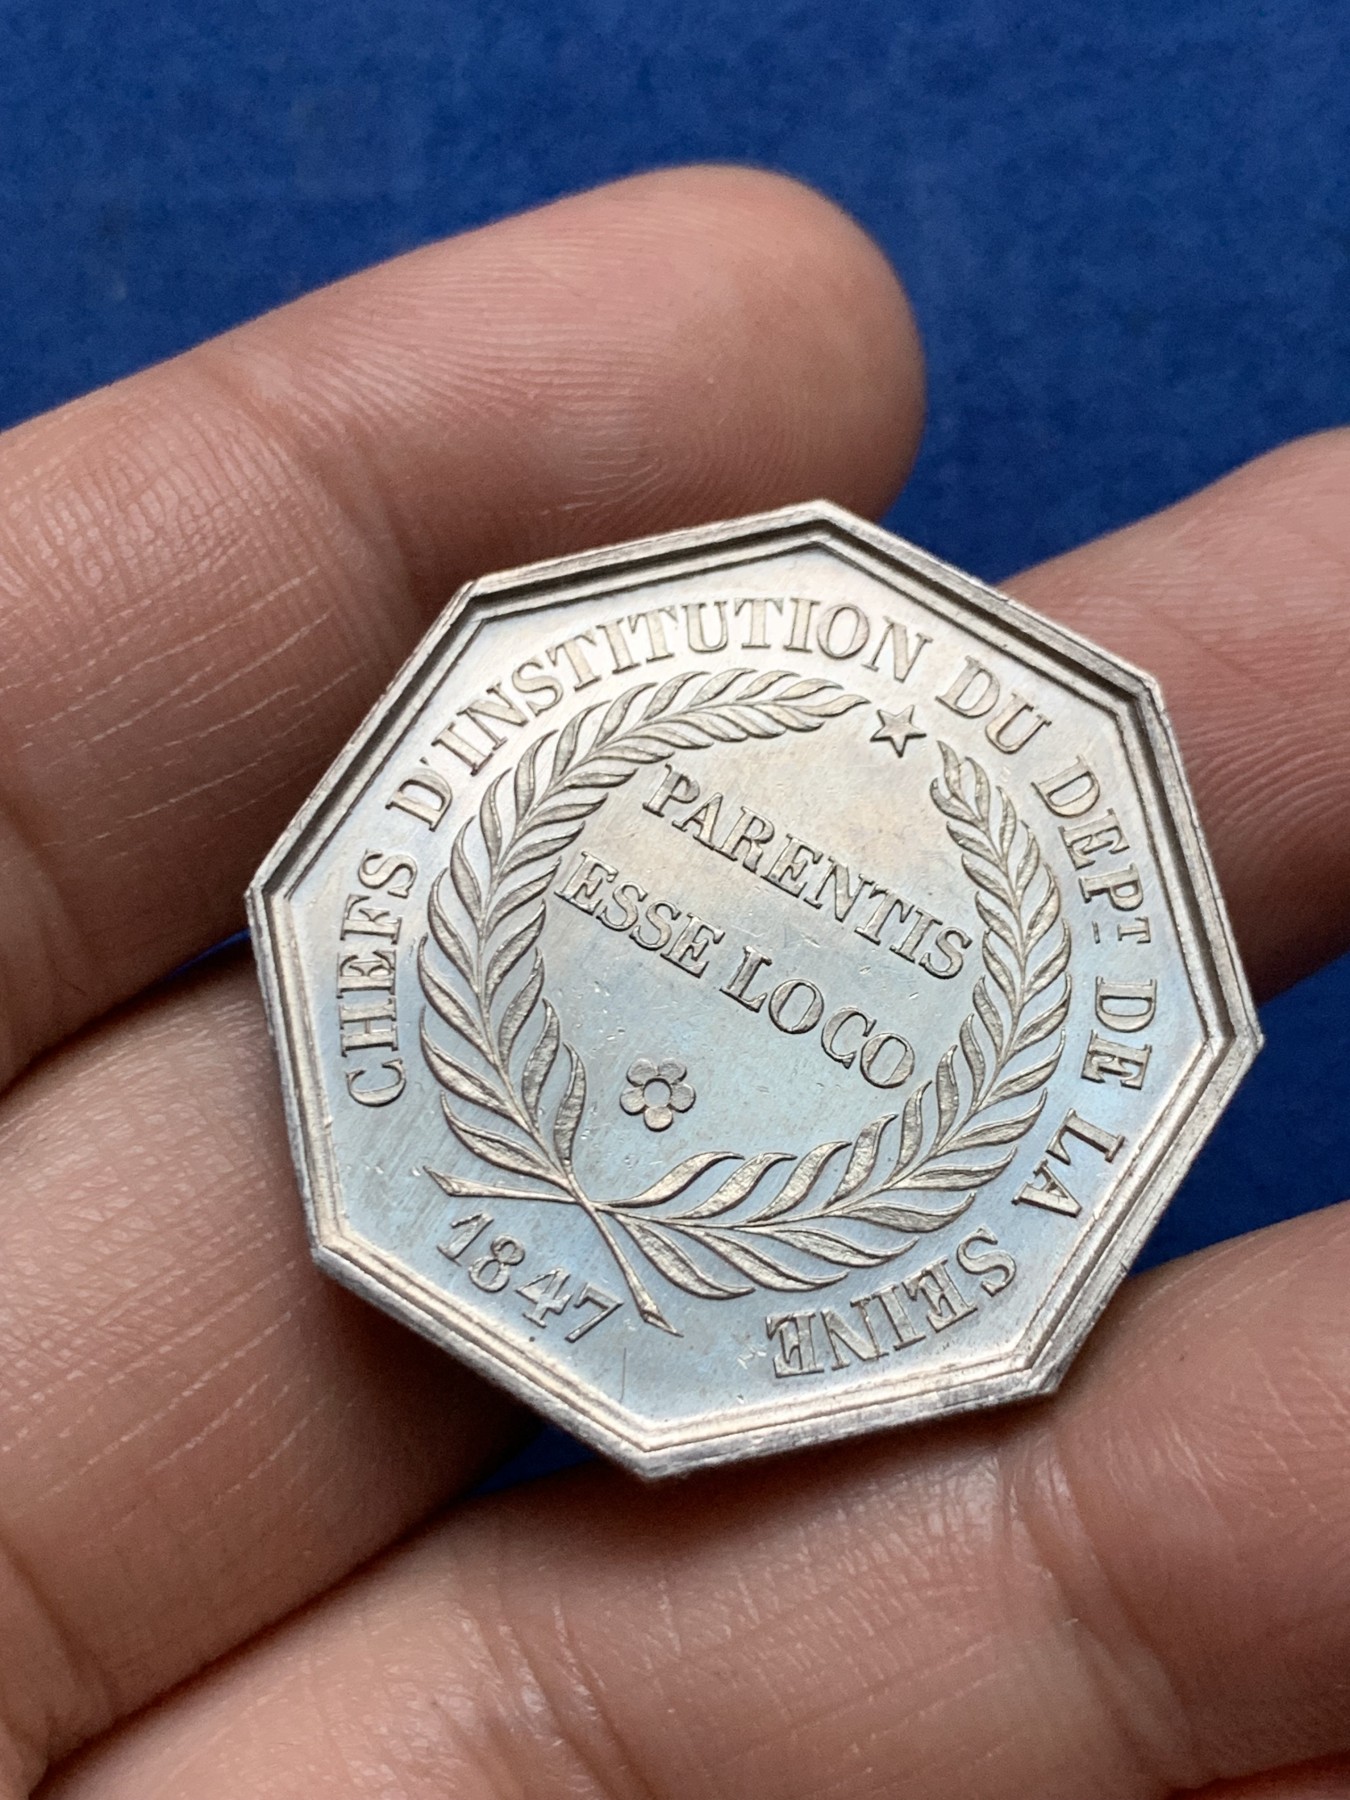 CHEFS D'INSTITUTION DU DEPT DE LA SEINE
PARENTIS
ESSE LOCO
1847